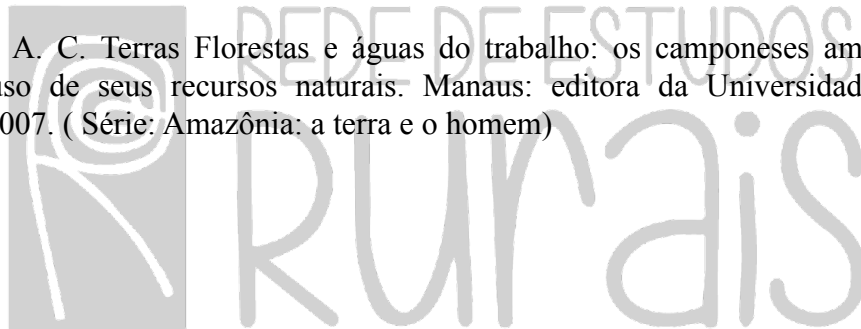 REDE DE ESTUDOS
A. C. Terras Florestas e águas do trabalho: os camponeses am
uso de seus recursos naturais. Manaus: editora da Universidad
007. ( Série: Amazônia: a terra e o homem)
Rurais